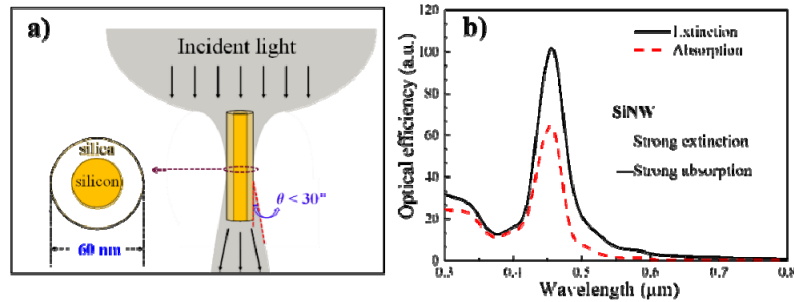 a)
Incident light
silica
silicon
θ < 30°
60 nm
b)
Extinction
Absorption
SiNW
Strong extinction
Strong absorption
Optical efficiency (a.u.)
120
100
80
60
40
20
0
0.3 0.4 0.5 0.6 0.7 0.8
Wavelength (μm)